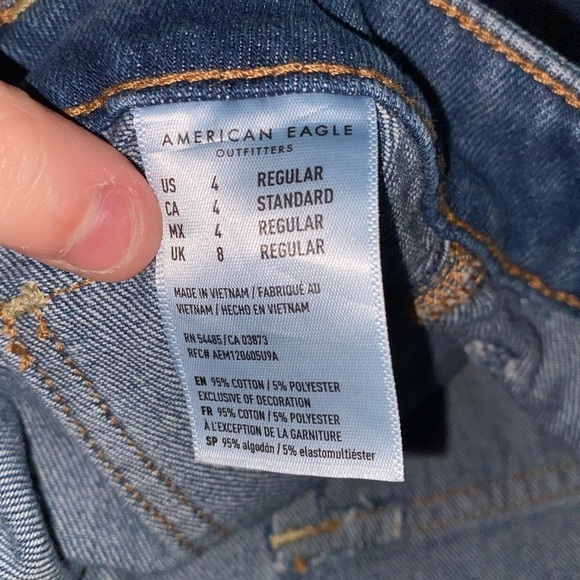 AMERICAN EAGLE
OUTFITTERS
US 4 REGULAR
CA 4 STANDARD
MX 4 REGULAR
UK 8 REGULAR
MADE IN VIETNAM / FABRIQUÉ AU
VIETNAM / HECHO EN VIETNAM
RN 54485 / CA 03873
RFC# AEM120605U9A
EN 95% COTTON / 5% POLYESTER
EXCLUSIVE OF DECORATION
FR 95% COTON / 5% POLYESTER
À L'EXCEPTION DE LA GARNITURE
SP 95% algodón / 5% elastomultiéster